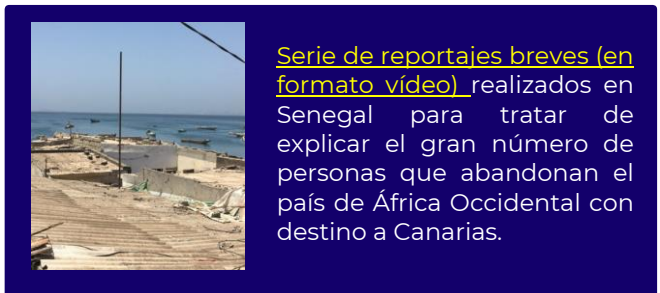 Serie de reportajes breves (en
formato vídeo) realizados en
Senegal para tratar de
explicar el gran número de
personas que abandonan el
país de África Occidental con
destino a Canarias.